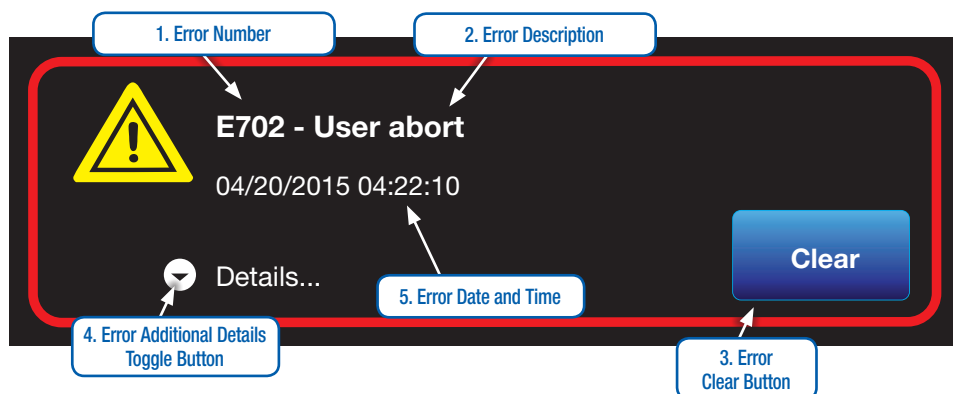 1. Error Number
2. Error Description
E702 - User abort
04/20/2015 04:22:10
Clear
Details...
5. Error Date and Time
4. Error Additional Details
Toggle Button
3. Error
Clear Button